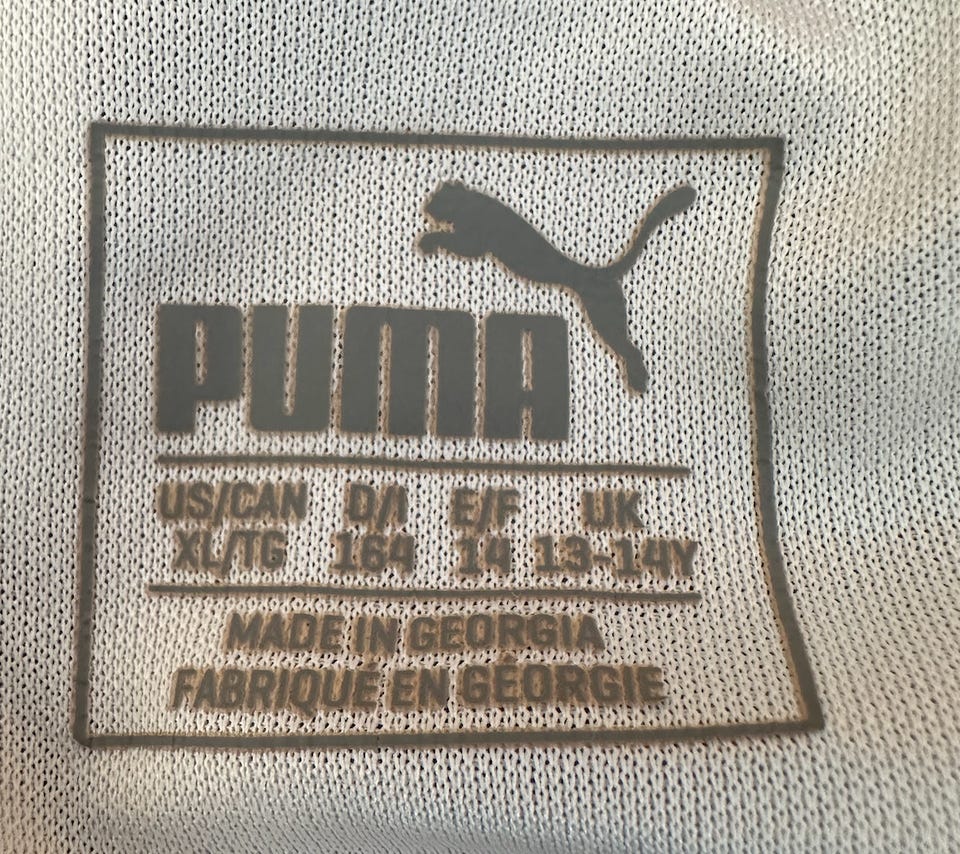 PUMA
US/CAN D/I E/F UK
XL/TG 164 14 13-14Y
MADE IN GEORGIA
FABRIQUÉ EN GÉORGIE